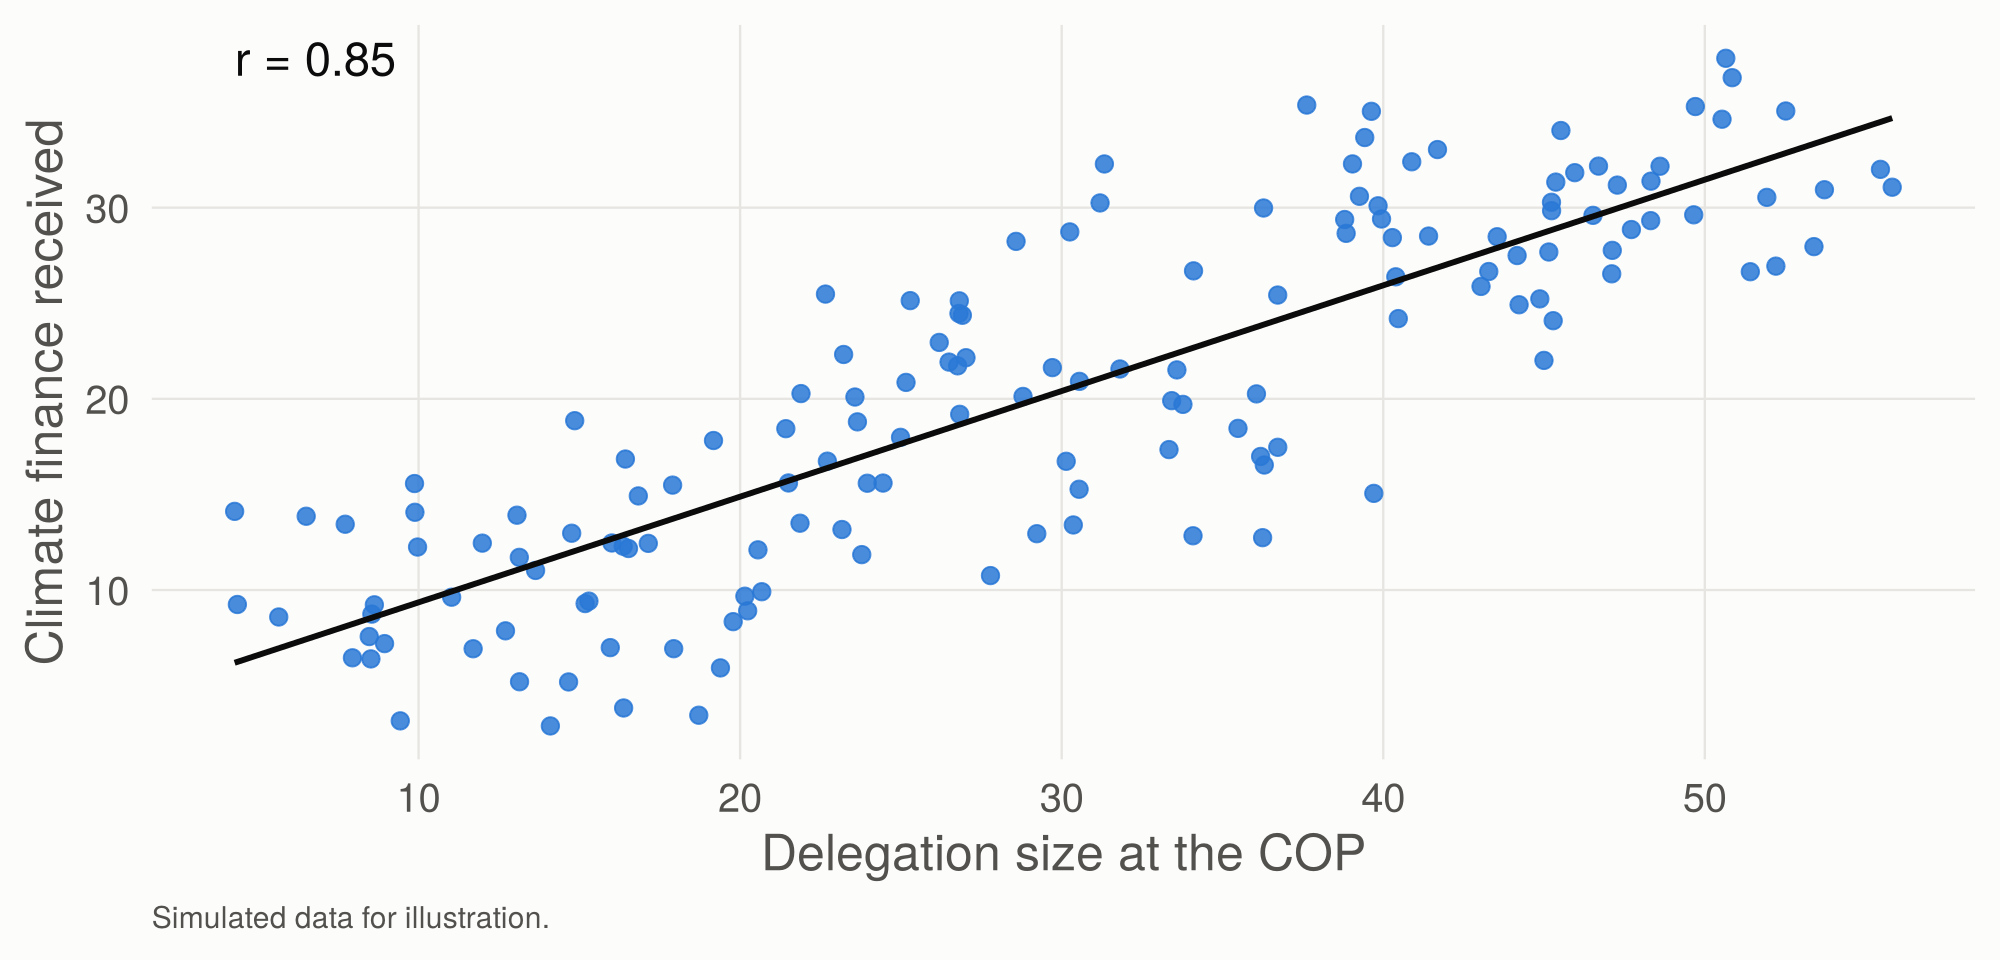 r = 0.85
Climate finance received
30
20
10
10
20
30
40
50
Delegation size at the COP
Simulated data for illustration.